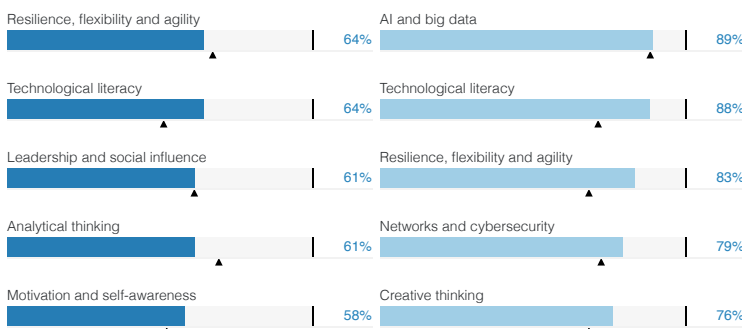 Resilience, flexibility and agility
64%
Technological literacy
64%
Leadership and social influence
61%
Analytical thinking
61%
Motivation and self-awareness
58%
AI and big data
89%
Technological literacy
88%
Resilience, flexibility and agility
83%
Networks and cybersecurity
79%
Creative thinking
76%